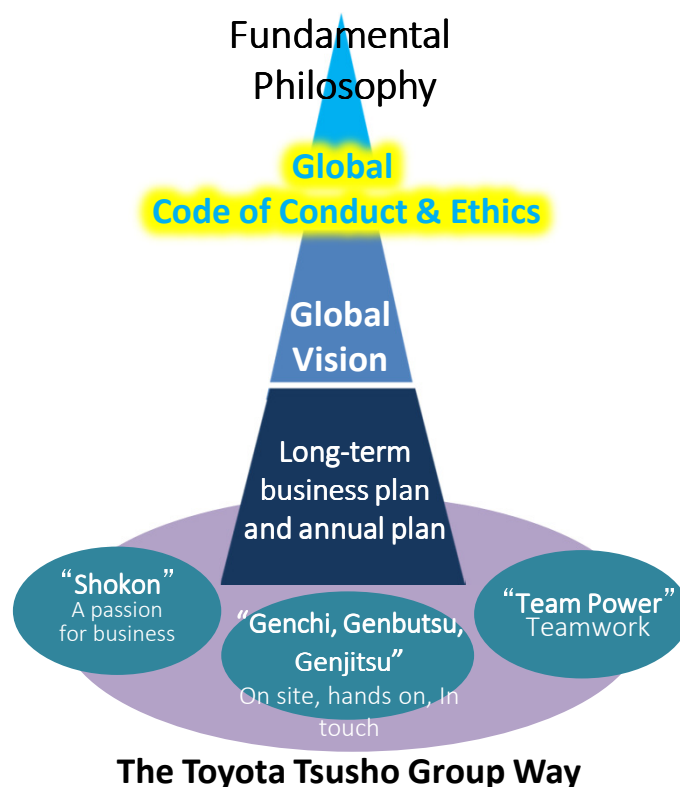 Fundamental
Philosophy
Global
Code of Conduct & Ethics
Global
Vision
Long-term
business plan
and annual plan
“Shokon”
A passion
for business
“Genchi, Genbutsu,
Genjitsu”
On site, hands on, In
touch
“Team Power”
Teamwork
The Toyota Tsusho Group Way